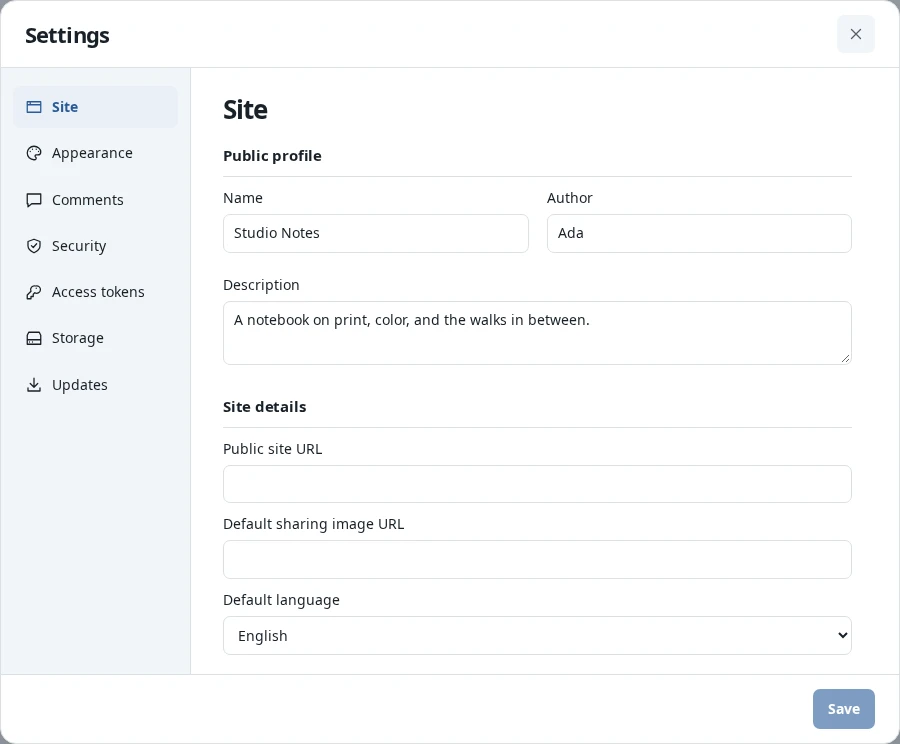 Settings
Site
Appearance
Comments
Security
Access tokens
Storage
Updates
Site
Public profile
Name
Author
Studio Notes
Ada
Description
A notebook on print, color, and the walks in between.
Site details
Public site URL
Default sharing image URL
Default language
English
Save